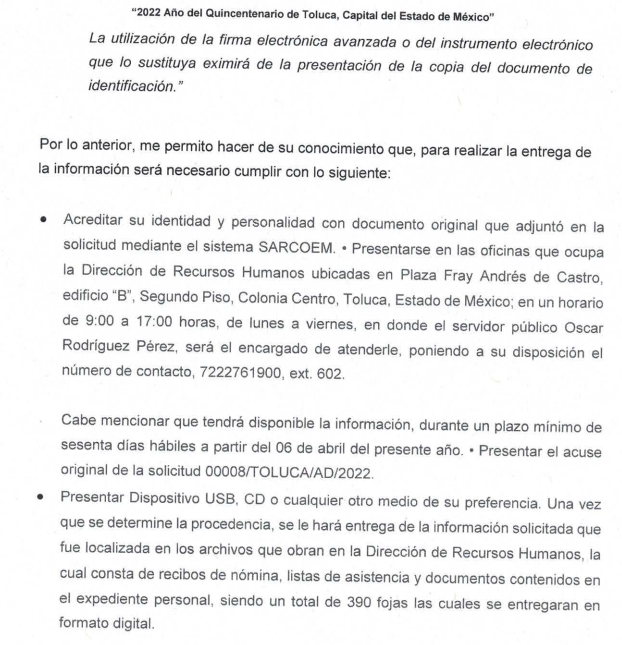 “2022 Año del Quincentenario de Toluca, Capital del Estado de México”
La utilización de la firma electrónica avanzada o del instrumento electrónico
que lo sustituya eximirá de la presentación de la copia del documento de
identificación.”
Por lo anterior, me permito hacer de su conocimiento que, para realizar la entrega de
la información será necesario cumplir con lo siguiente:
• Acreditar su identidad y personalidad con documento original que adjuntó en la
solicitud mediante el sistema SARCOEM. • Presentarse en las oficinas que ocupa
la Dirección de Recursos Humanos ubicadas en Plaza Fray Andrés de Castro,
edificio “B”, Segundo Piso, Colonia Centro, Toluca, Estado de México; en un horario
de 9:00 a 17:00 horas, de lunes a viernes, en donde el servidor público Oscar
Rodríguez Pérez, será el encargado de atenderle, poniendo a su disposición el
número de contacto, 7222761900, ext. 602.
Cabe mencionar que tendrá disponible la información, durante un plazo mínimo de
sesenta días hábiles a partir del 06 de abril del presente año. • Presentar el acuse
original de la solicitud 00008/TOLUCA/AD/2022.
• Presentar Dispositivo USB, CD o cualquier otro medio de su preferencia. Una vez
que se determine la procedencia, se le hará entrega de la información solicitada que
fue localizada en los archivos que obran en la Dirección de Recursos Humanos, la
cual consta de recibos de nómina, listas de asistencia y documentos contenidos en
el expediente personal, siendo un total de 390 fojas las cuales se entregaran en
formato digital.